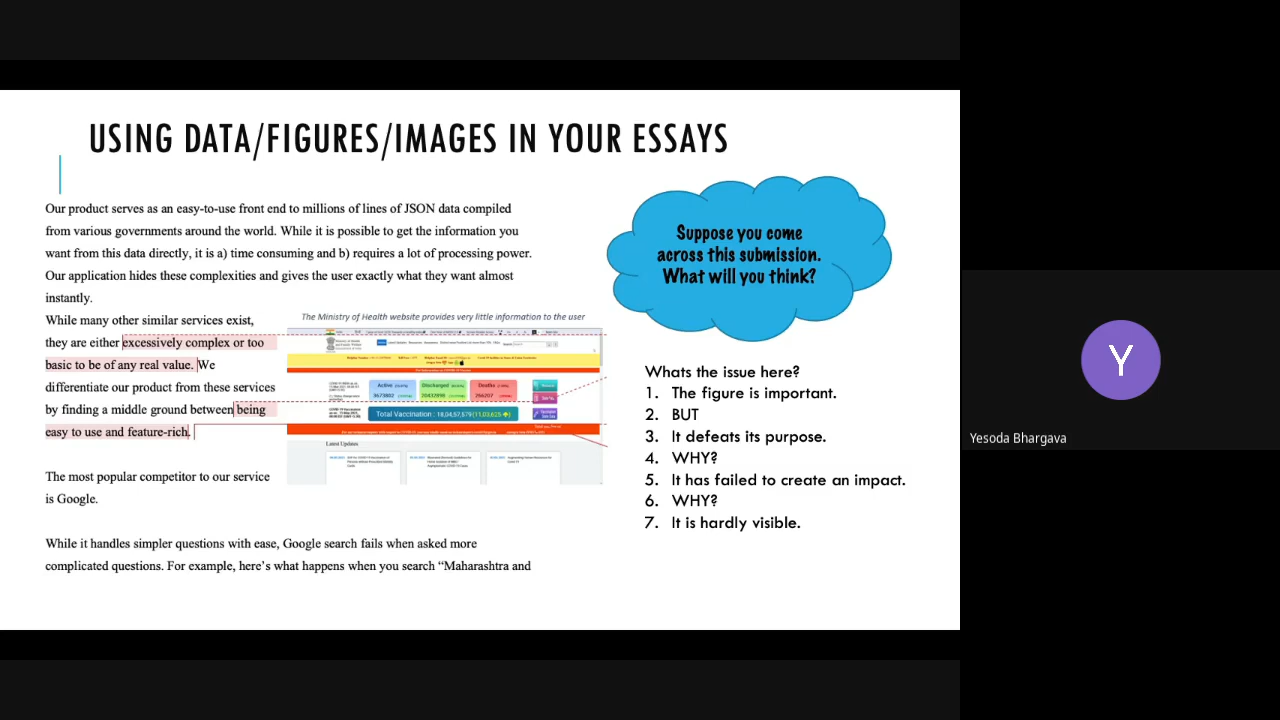 USING DATA/FIGURES/IMAGES IN YOUR ESSAYS
Our product serves as an easy-to-use front end to millions of lines of JSON data compiled
from various governments around the world. While it is possible to get the information you
want from this data directly, it is a) time consuming and b) requires a lot of processing power.
Our application hides these complexities and gives the user exactly what they want almost
instantly.
While many other similar services exist,
they are either excessively complex or too
basic to be of any real value. We
differentiate our product from these services
by finding a middle ground between being
easy to use and feature-rich.
The most popular competitor to our service
is Google.
While it handles simpler questions with ease, Google search fails when asked more
complicated questions. For example, here's what happens when you search “Maharashtra and
The Ministry of Health website provides very little information to the user
Active
Discharged
Deaths
3673802
20432898
266207
Total Vaccination : 18,04,57,579 (11,03,625
Latest Updates
Suppose you come
across this submission.
What will you think?
Whats the issue here?
1. The figure is important.
2. BUT
3. It defeats its purpose.
4. WHY?
5. It has failed to create an impact.
6. WHY?
7. It is hardly visible.
Y
Yesoda Bhargava